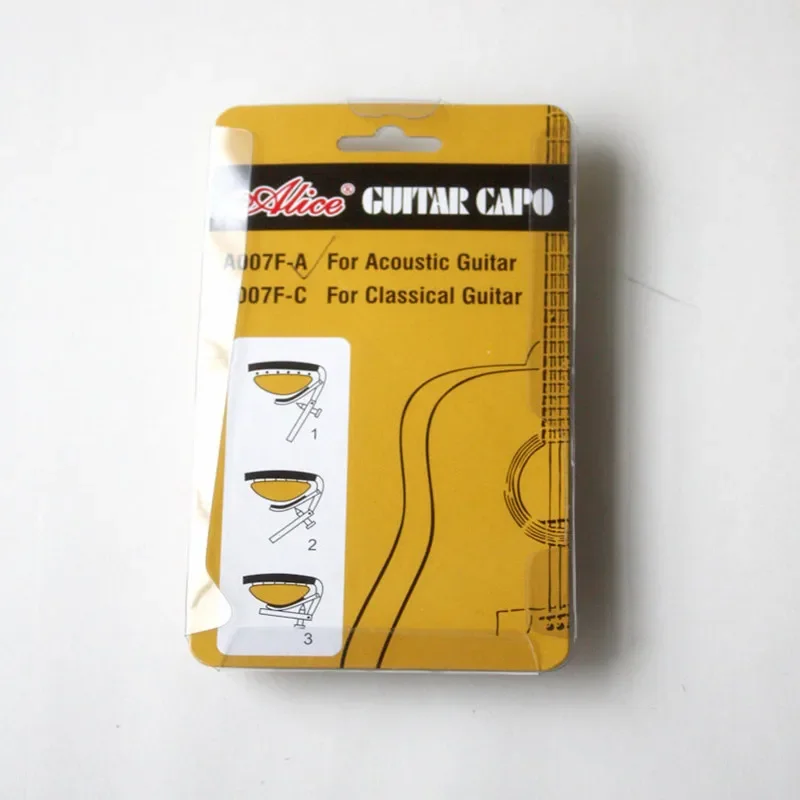 Alice® GUITAR CAPO
A007F-A For Acoustic Guitar
007F-C For Classical Guitar
1
2
3